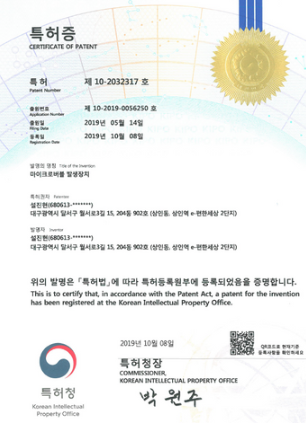 특허증
CERTIFICATE OF PATENT
특허 제 10-2032317 호
Patent Number
출원번호 제 10-2019-0056250 호
Application Number
출원일 2019년 05월 14일
Filing Date
등록일 2019년 10월 08일
Registration Date
발명의 명칭 Title of the Invention
마이크로버블 발생장치
특허권자 Patentee
설진현(680613-*******)
대구광역시 달서구 월서로3길 15, 204동 902호 (상인동, 상인역 e-편한세상 2단지)
발명자 Inventor
설진현(680613-*******)
대구광역시 달서구 월서로3길 15, 204동 902호 (상인동, 상인역 e-편한세상 2단지)
위의 발명은 「특허법」에 따라 특허등록원부에 등록되었음을 증명합니다.
This is to certify that, in accordance with the Patent Act, a patent for the invention
has been registered at the Korean Intellectual Property Office.
2019년 10월 08일
QR코드로 현재기준
등록사항을 확인하세요
특허청장
COMMISSIONER,
KOREAN INTELLECTUAL PROPERTY OFFICE
박원주
특허청
Korean Intellectual
Property Office